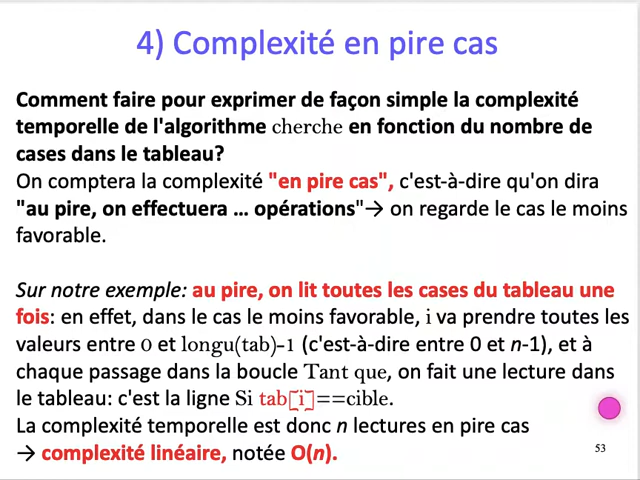 4) Complexité en pire cas
Comment faire pour exprimer de façon simple la complexité
temporelle de l'algorithme cherche en fonction du nombre de
cases dans le tableau?
On comptera la complexité "en pire cas", c'est-à-dire qu'on dira
"au pire, on effectuera ... opérations"→ on regarde le cas le moins
favorable.
Sur notre exemple: au pire, on lit toutes les cases du tableau une
fois: en effet, dans le cas le moins favorable, i va prendre toutes les
valeurs entre 0 et longu(tab)-1 (c'est-à-dire entre 0 et n-1), et à
chaque passage dans la boucle Tant que, on fait une lecture dans
le tableau: c'est la ligne Si tab[i]==cible.
La complexité temporelle est donc n lectures en pire cas
→ complexité linéaire, notée O(n).
53